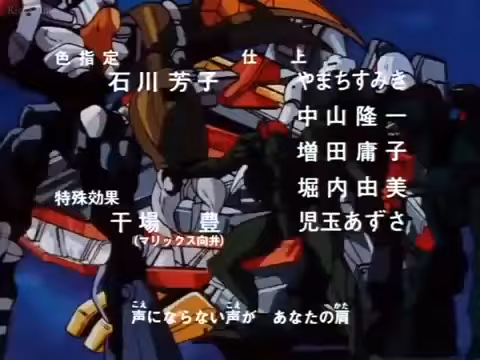 色指定
石川芳子
特殊効果
干場 豊
(マリックス向井)
仕上
やまちすみき
中山隆一
増田庸子
堀内由美
児玉あずさ
声にならない声が あなたの肩
こえ こえ かた